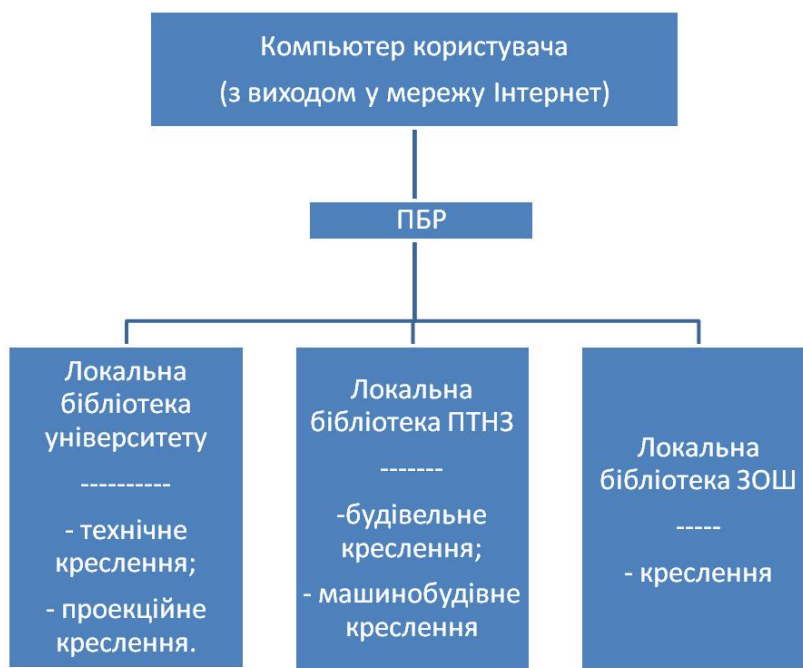 Компьютер користувача
(з виходом у мережу Інтернет)
ПБР
Локальна
бібліотека
університету
----------
- технічне
креслення;
- проекційне
креслення.
Локальна
бібліотека ПТНЗ
-------
-будівельне
креслення;
- машинобудівне
креслення
Локальна
бібліотека ЗОШ
-----
- креслення